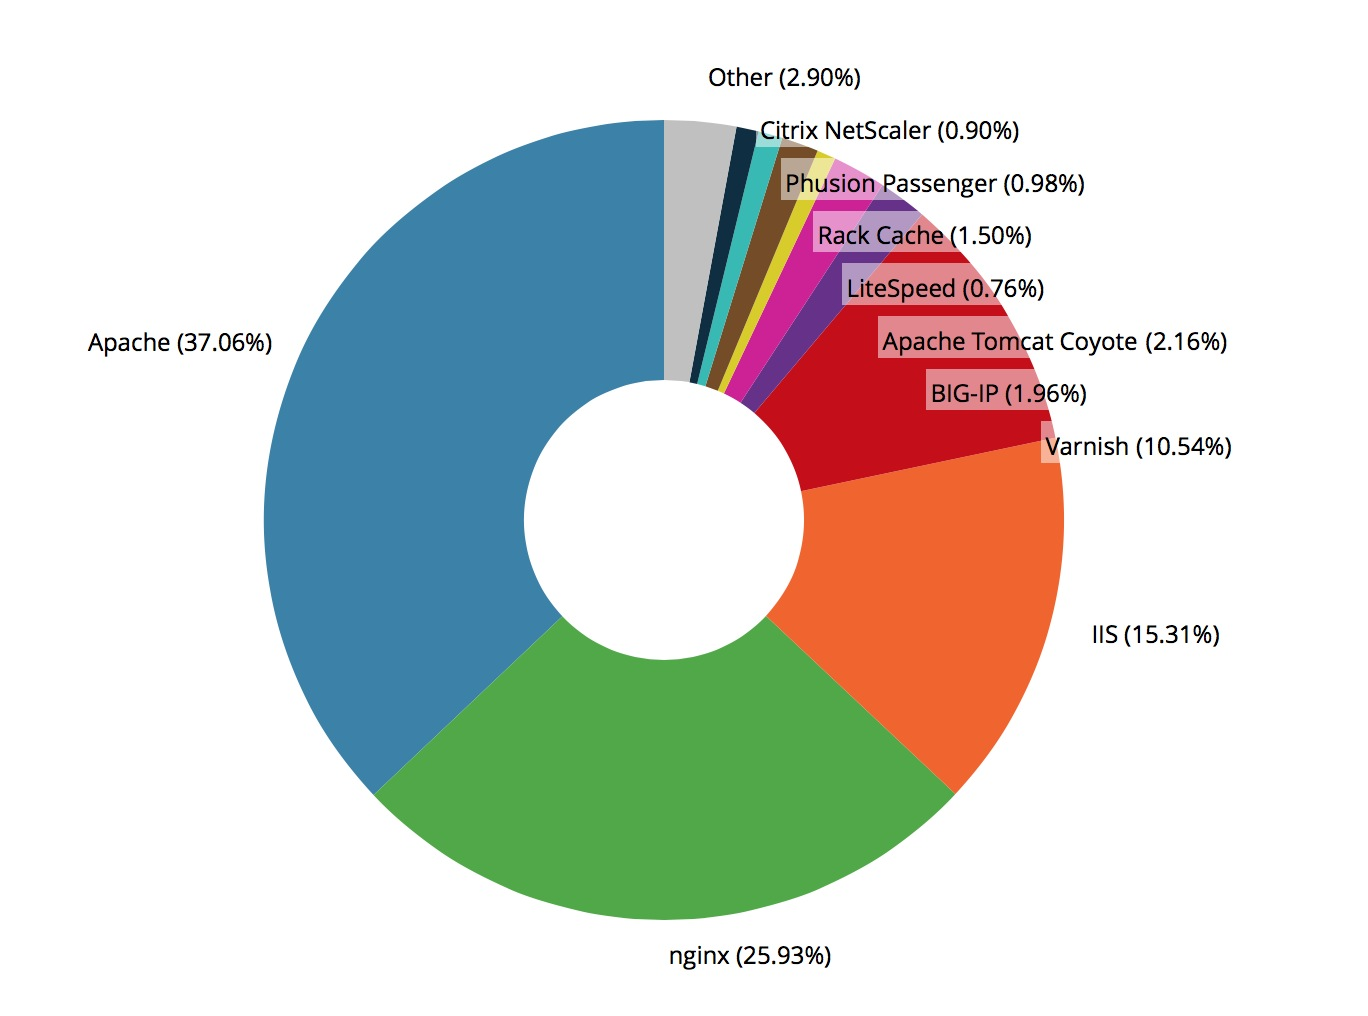 Other (2.90%)
Citrix NetScaler (0.90%)
Phusion Passenger (0.98%)
Rack Cache (1.50%)
LiteSpeed (0.76%)
Apache Tomcat Coyote (2.16%)
Apache (37.06%)
BIG-IP (1.96%)
Varnish (10.54%)
IIS (15.31%)
nginx (25.93%)